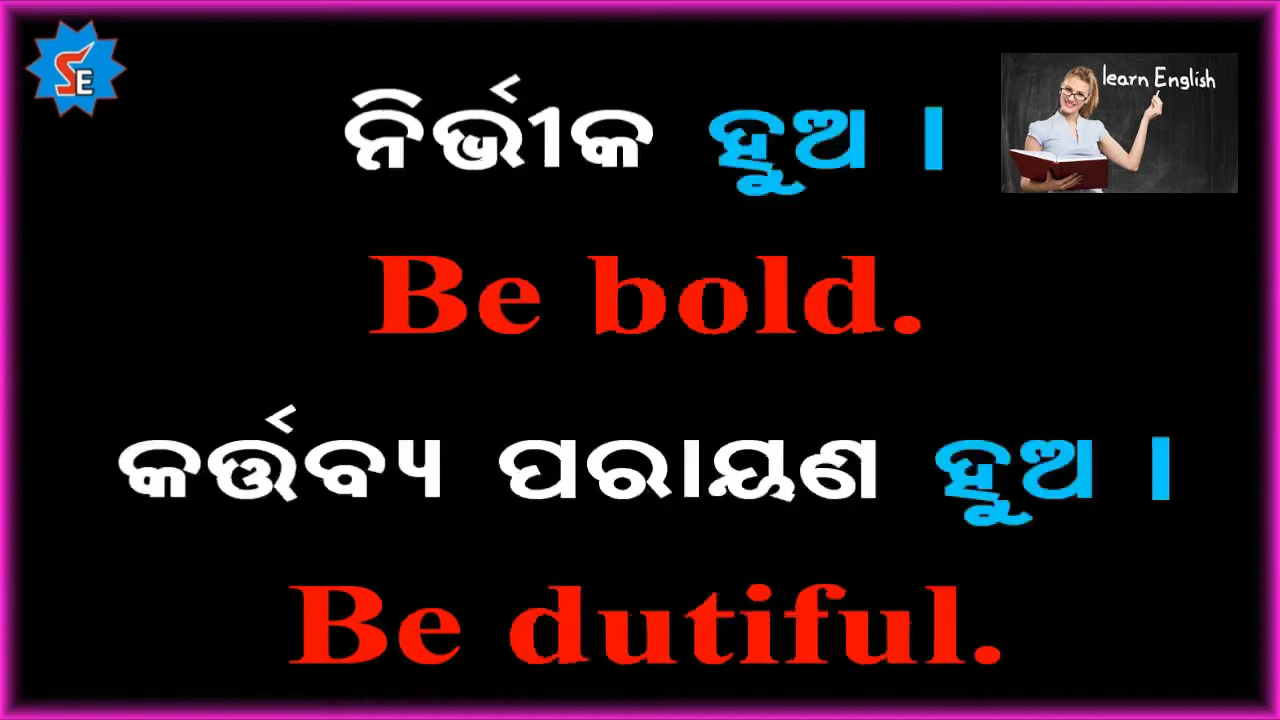 SE
learn English
ନିର୍ଭୀକ ହୁଅ ।
Be bold.
କର୍ତ୍ତବ୍ୟ ପରାୟଣ ହୁଅ ।
Be dutiful.